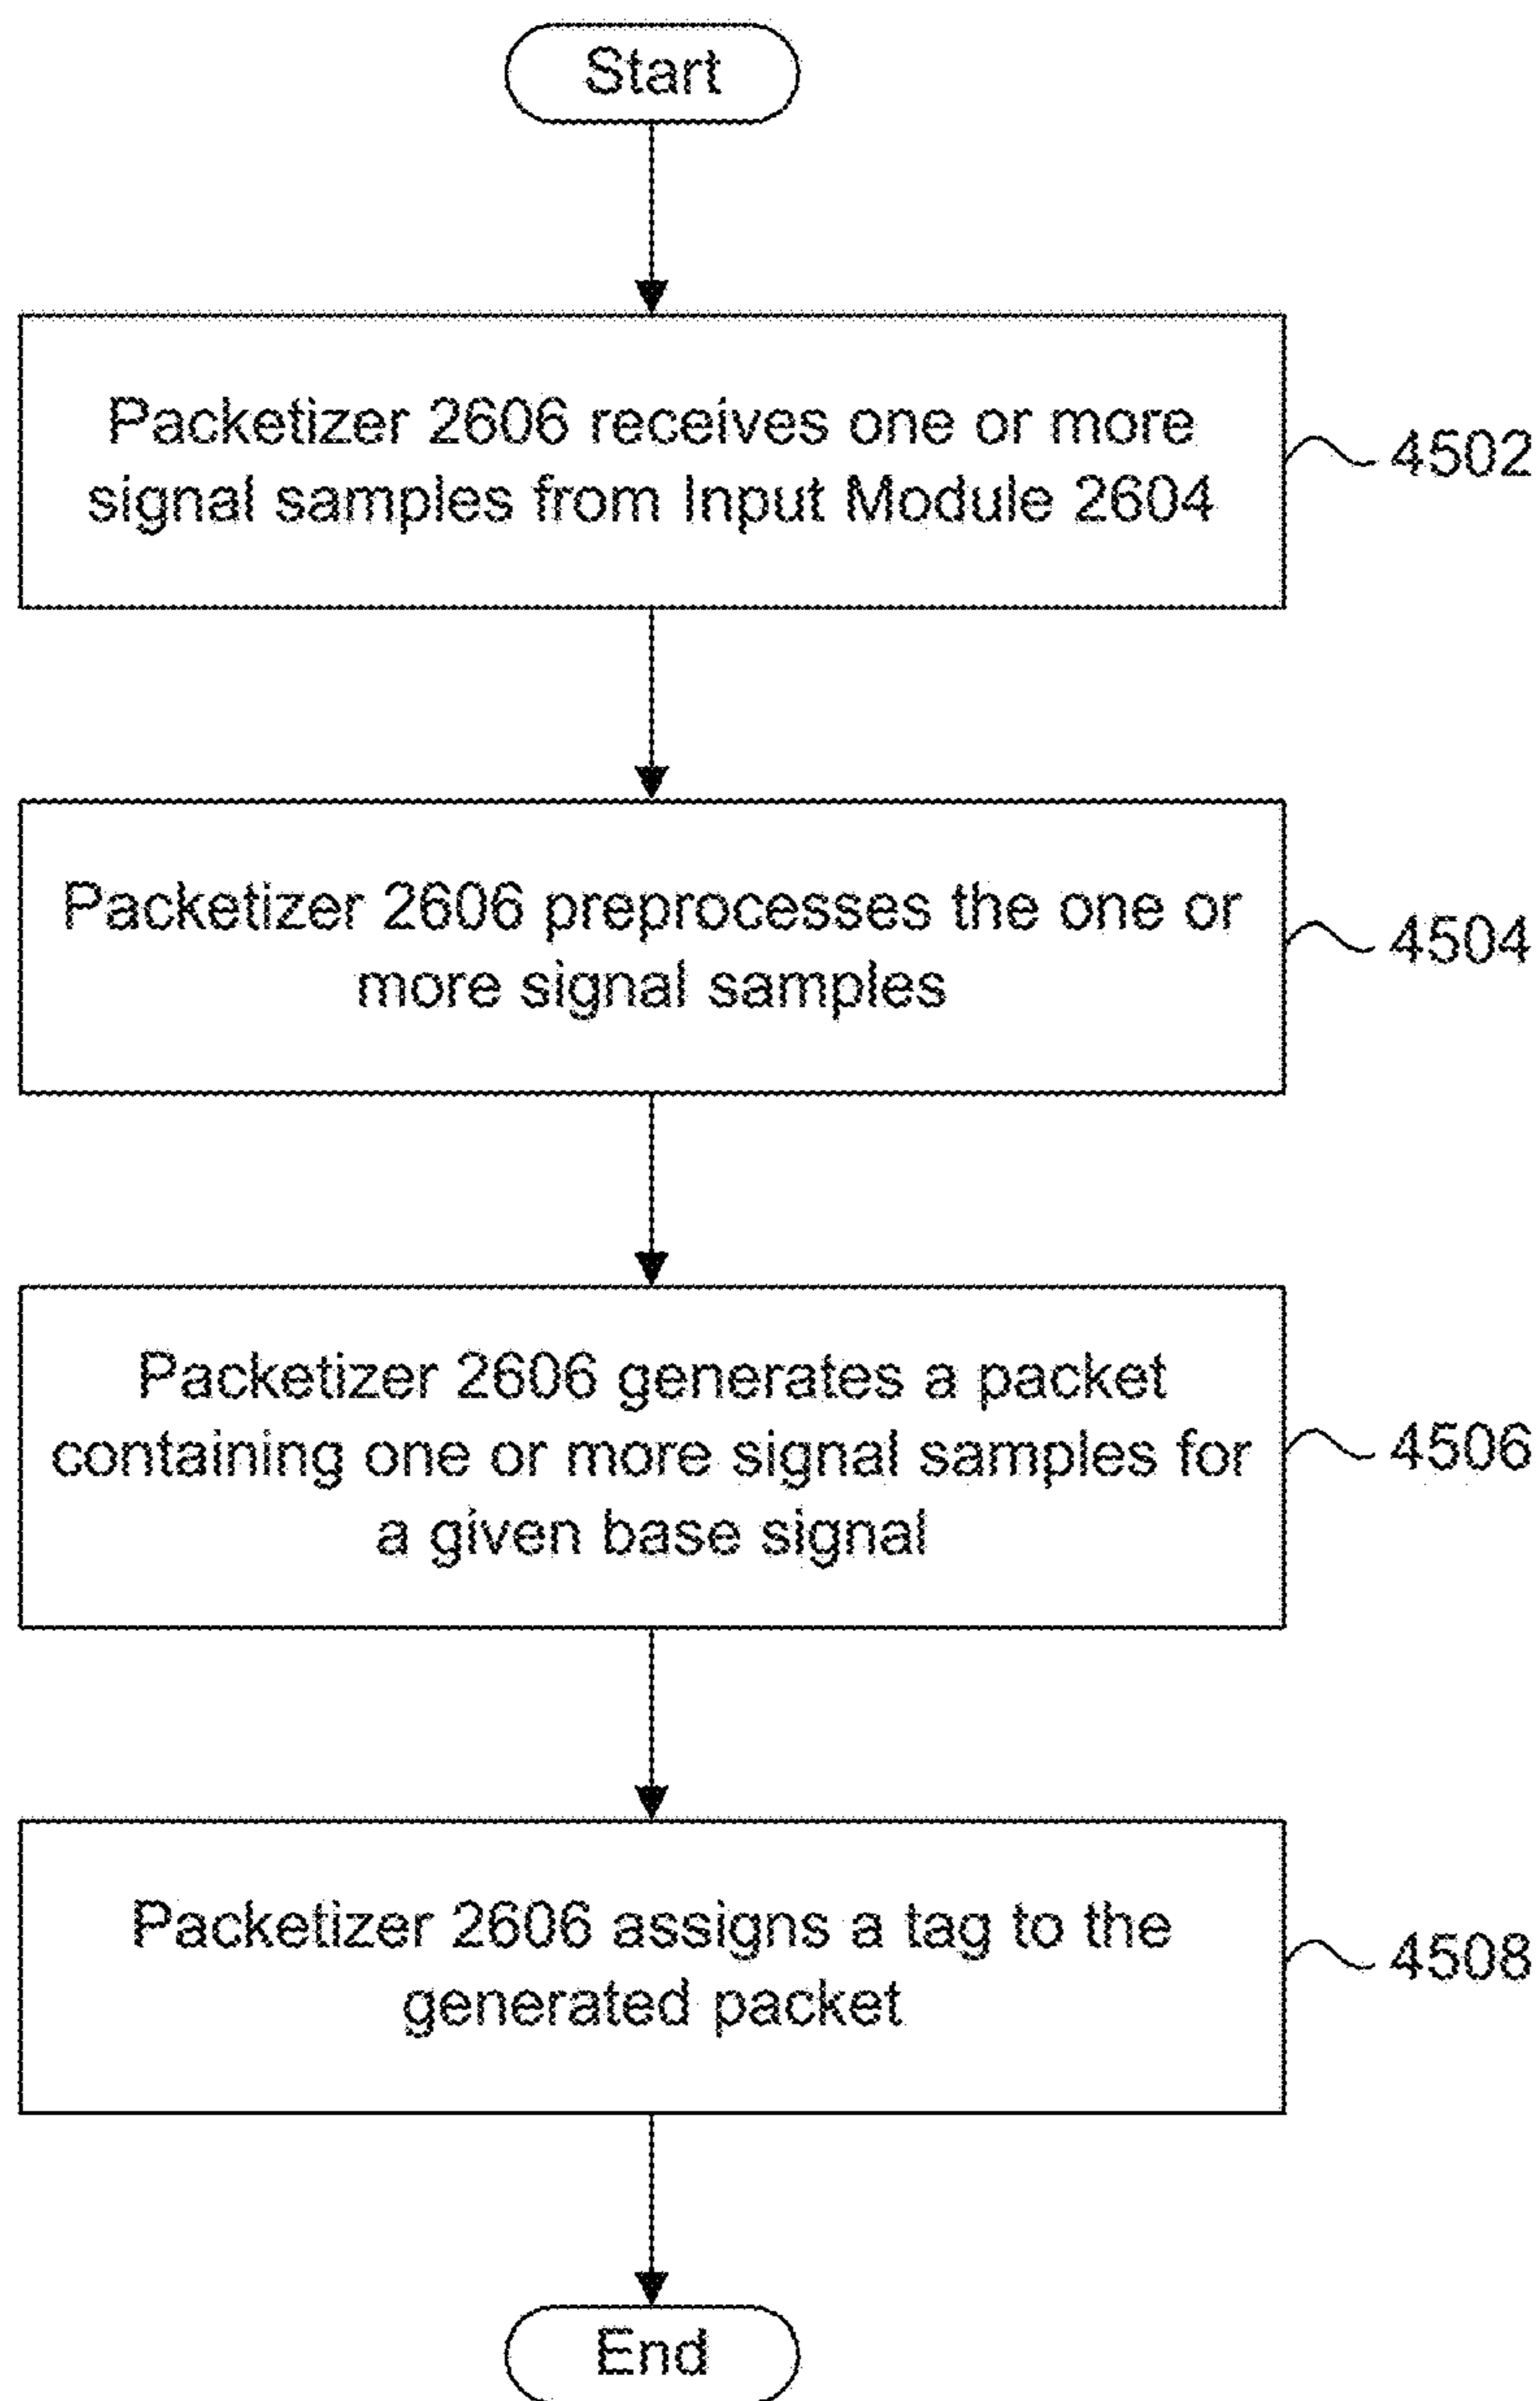 Start
Packetizer 2606 receives one or more
signal samples from Input Module 2604
4502
Packetizer 2606 preprocesses the one or
more signal samples
4504
Packetizer 2606 generates a packet
containing one or more signal samples for
a given base signal
4506
Packetizer 2606 assigns a tag to the
generated packet
4508
End